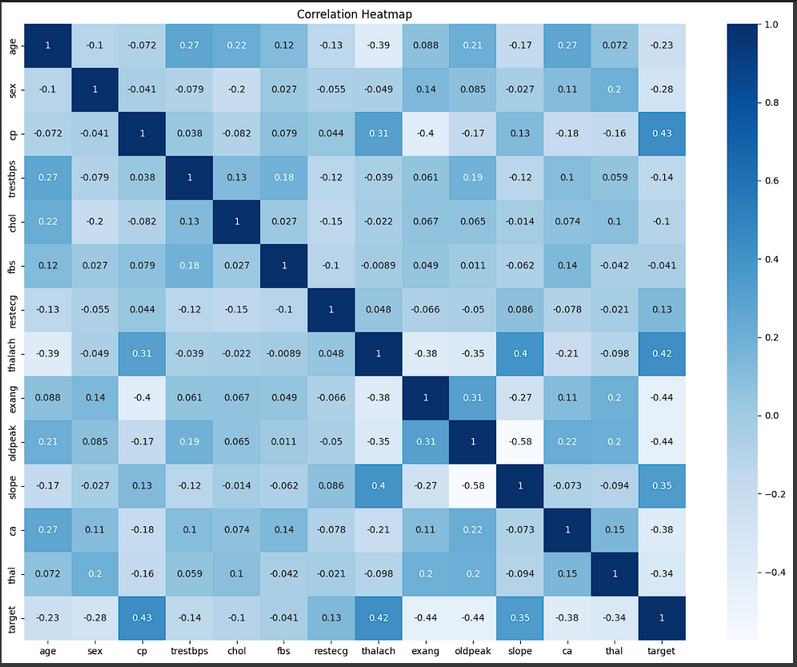 Correlation Heatmap
age 1 -0.1 -0.072 0.27 0.22 0.12 -0.13 -0.39 0.088 0.21 -0.17 0.27 0.072 -0.23
sex -0.1 1 -0.041 -0.079 -0.2 0.027 -0.055 -0.049 0.14 0.085 -0.027 0.11 0.2 -0.28
cp -0.072 -0.041 1 0.038 -0.082 0.079 0.044 0.31 -0.4 -0.17 0.13 -0.18 -0.16 0.43
trestbps 0.27 -0.079 0.038 1 0.13 0.18 -0.12 -0.039 0.061 0.19 -0.12 0.1 0.059 -0.14
chol 0.22 -0.2 -0.082 0.13 1 0.027 -0.15 -0.022 0.067 0.065 -0.014 0.074 0.1 -0.1
fbs 0.12 0.027 0.079 0.18 0.027 1 -0.1 -0.0089 0.049 0.011 -0.062 0.14 -0.042 -0.041
restecg -0.13 -0.055 0.044 -0.12 -0.15 -0.1 1 0.048 -0.066 -0.05 0.086 -0.078 -0.021 0.13
thalach -0.39 -0.049 0.31 -0.039 -0.022 -0.0089 0.048 1 -0.38 -0.35 0.4 -0.21 -0.098 0.42
exang 0.088 0.14 -0.4 0.061 0.067 0.049 -0.066 -0.38 1 0.31 -0.27 0.11 0.2 -0.44
oldpeak 0.21 0.085 -0.17 0.19 0.065 0.011 -0.05 -0.35 0.31 1 -0.58 0.22 0.2 -0.44
slope -0.17 -0.027 0.13 -0.12 -0.014 -0.062 0.086 0.4 -0.27 -0.58 1 -0.073 -0.094 0.35
ca 0.27 0.11 -0.18 0.1 0.074 0.14 -0.078 -0.21 0.11 0.22 -0.073 1 0.15 -0.38
thal 0.072 0.2 -0.16 0.059 0.1 -0.042 -0.021 -0.098 0.2 0.2 -0.094 0.15 1 -0.34
target -0.23 -0.28 0.43 -0.14 -0.1 -0.041 0.13 0.42 -0.44 -0.44 0.35 -0.38 -0.34 1
age sex cp trestbps chol fbs restecg thalach exang oldpeak slope ca thal target
1.0
0.8
0.6
0.4
0.2
0.0
−0.2
−0.4